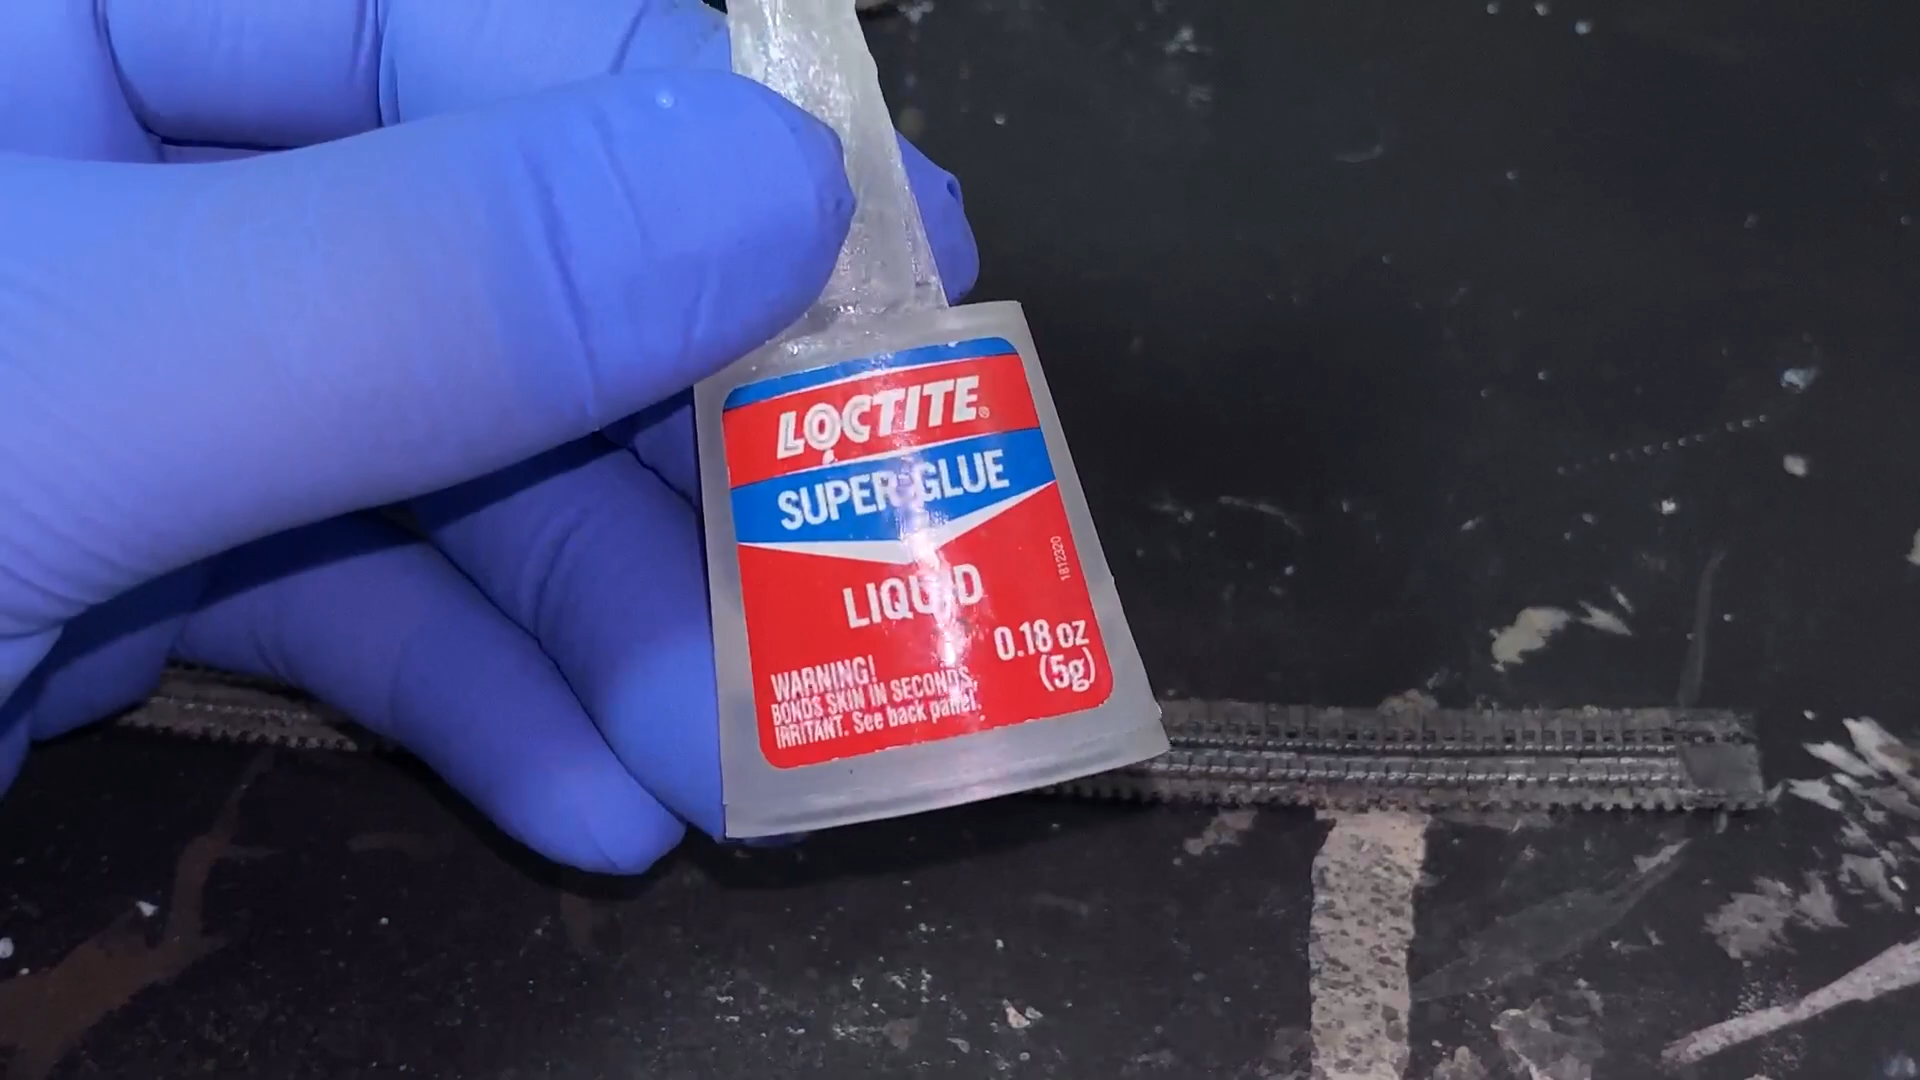 LOCTITE®
SUPER GLUE
LIQUID
1812320
0.18 oz
(5g)
WARNING!
BONDS SKIN IN SECONDS.
IRRITANT. See back panel.